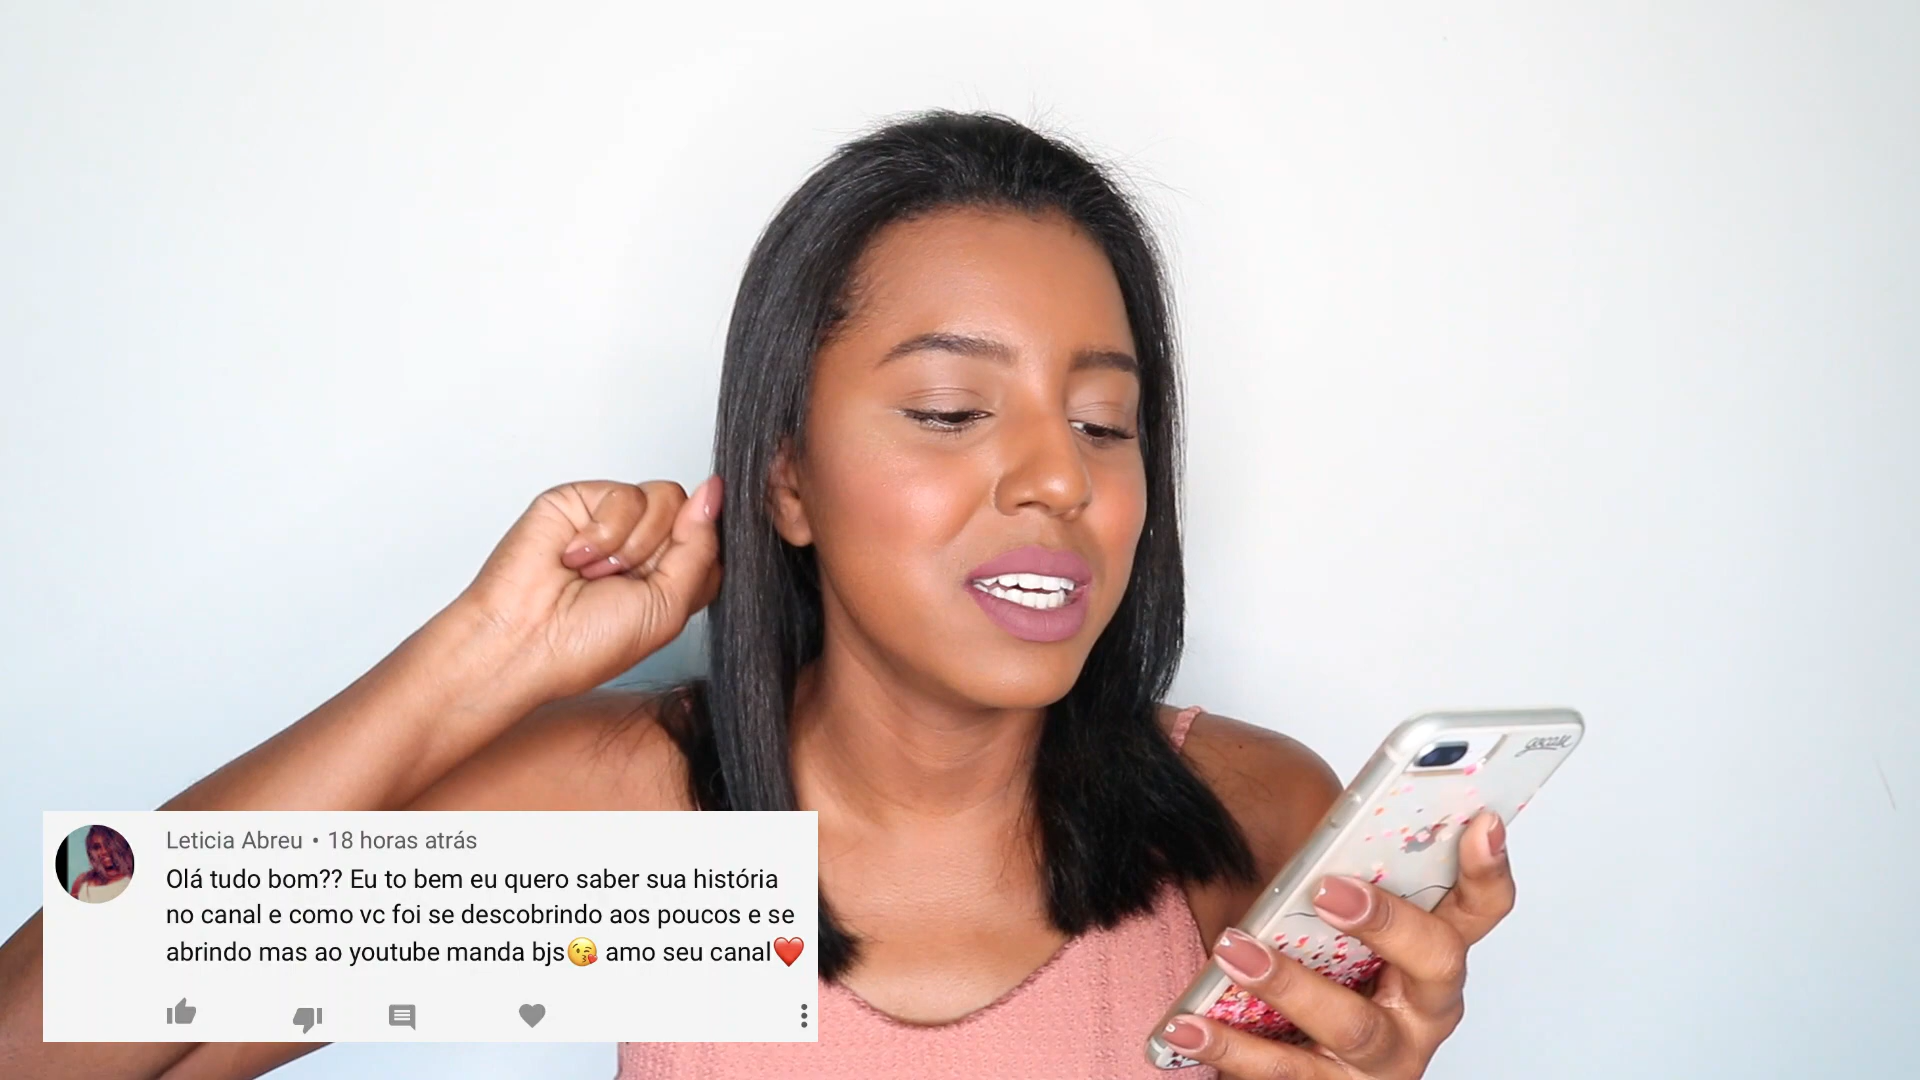 Leticia Abreu • 18 horas atrás
Olá tudo bom?? Eu to bem eu quero saber sua história
no canal e como vc foi se descobrindo aos poucos e se
abrindo mas ao youtube manda bjs😘 amo seu canal❤️
gocase